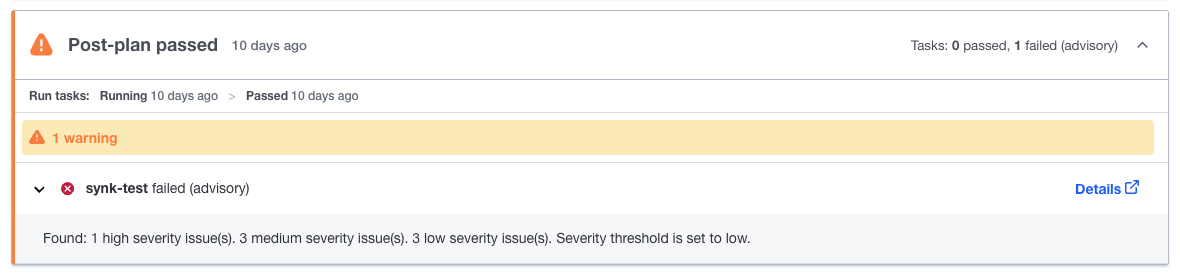 Post-plan passed 10 days ago Tasks: 0 passed, 1 failed (advisory)
Run tasks: Running 10 days ago > Passed 10 days ago
1 warning
synk-test failed (advisory) Details
Found: 1 high severity issue(s). 3 medium severity issue(s). 3 low severity issue(s). Severity threshold is set to low.